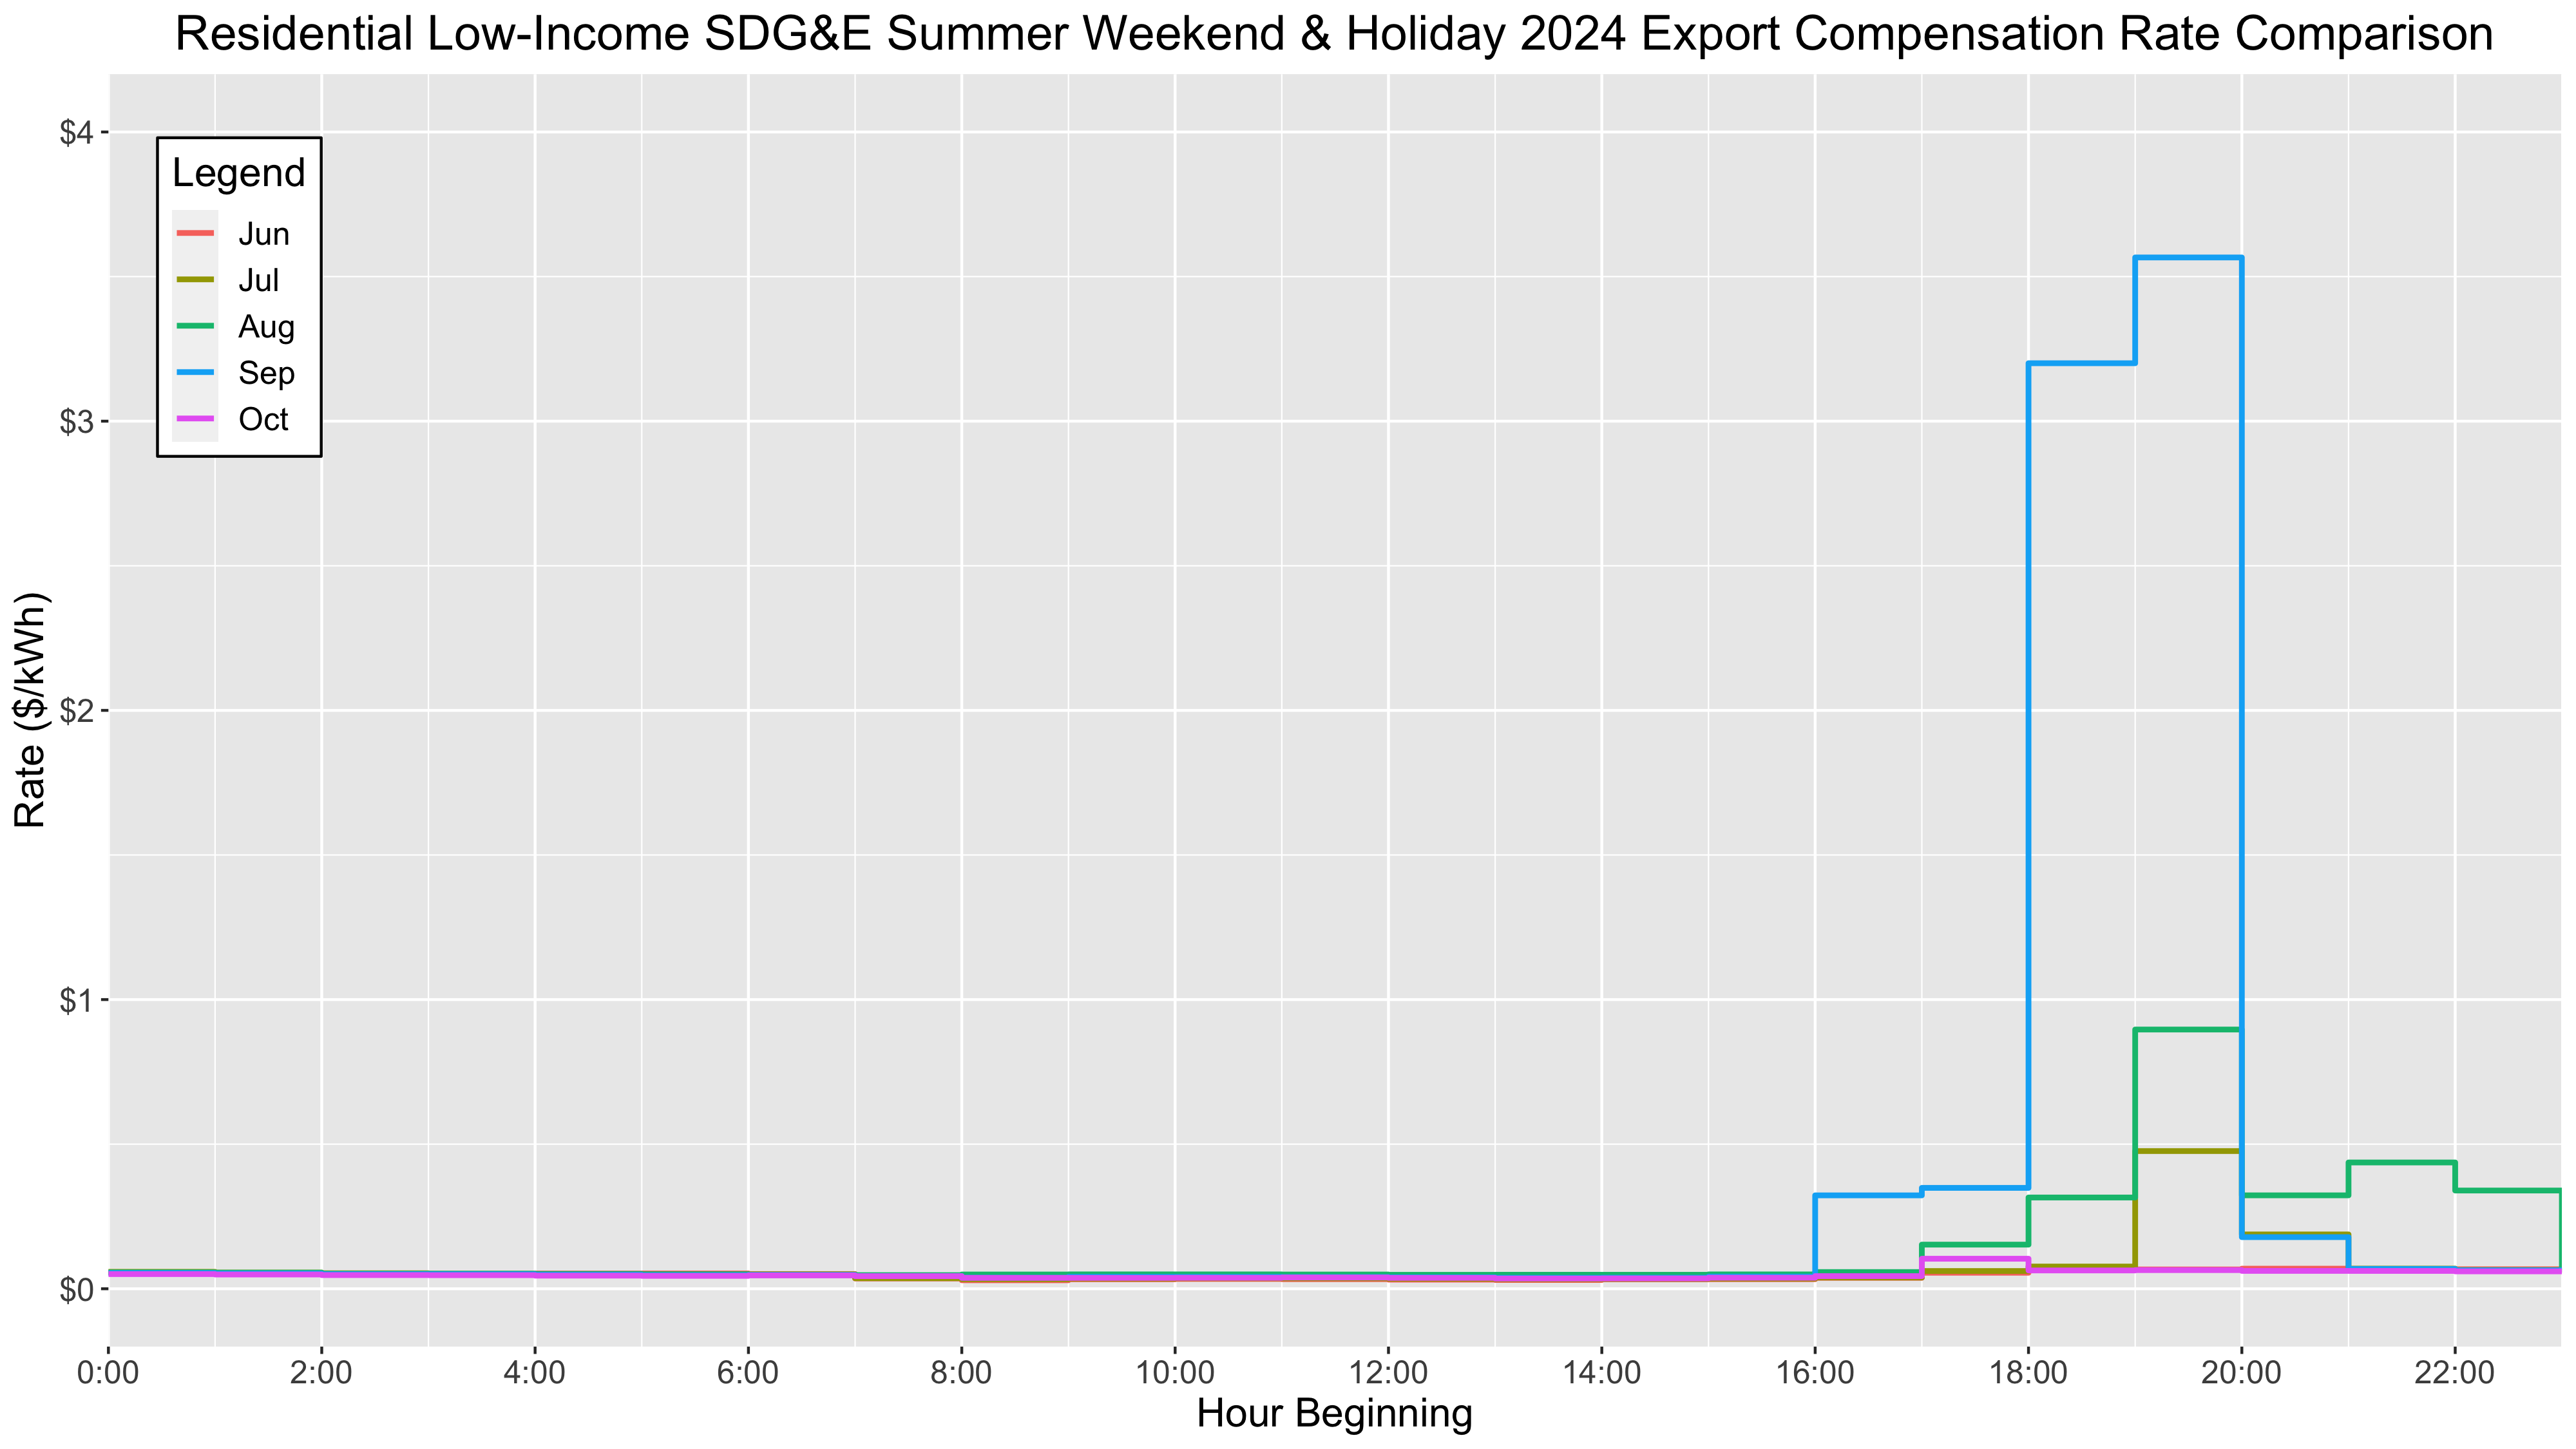 Residential Low-Income SDG&E Summer Weekend & Holiday 2024 Export Compensation Rate Comparison
$4
Legend
Jun
Jul
Aug
Sep
Oct
$3
Rate ($/kWh)
$2
$1
$0
0:00 2:00 4:00 6:00 8:00 10:00 12:00 14:00 16:00 18:00 20:00 22:00
Hour Beginning